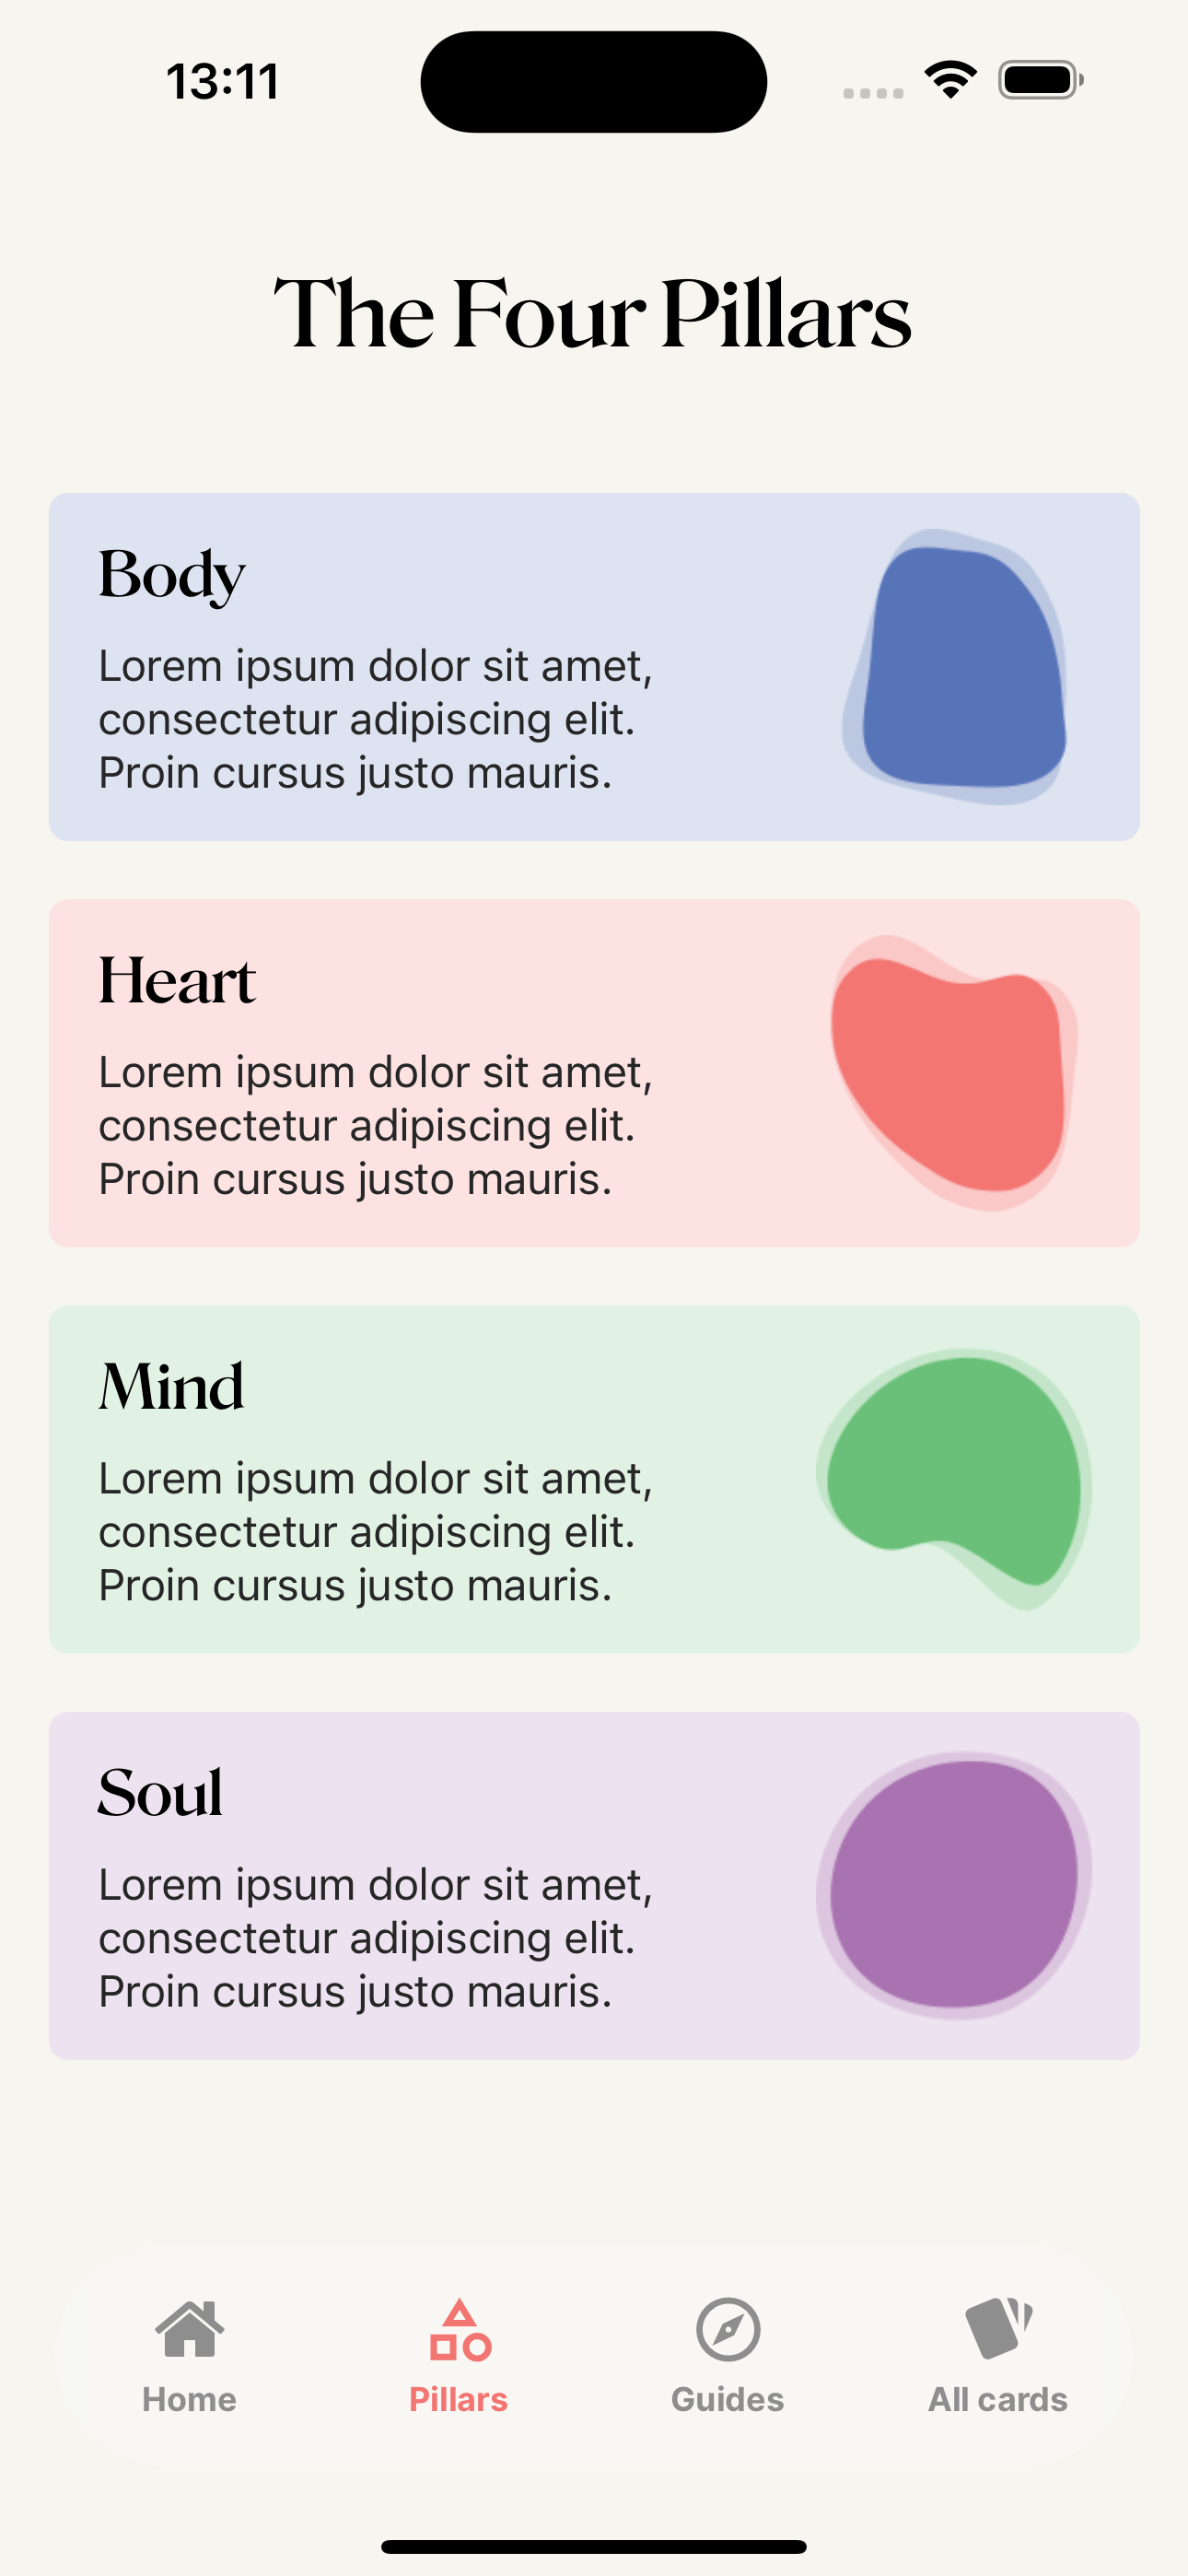 13:11
The Four Pillars
Body
Lorem ipsum dolor sit amet,
consectetur adipiscing elit.
Proin cursus justo mauris.
Heart
Lorem ipsum dolor sit amet,
consectetur adipiscing elit.
Proin cursus justo mauris.
Mind
Lorem ipsum dolor sit amet,
consectetur adipiscing elit.
Proin cursus justo mauris.
Soul
Lorem ipsum dolor sit amet,
consectetur adipiscing elit.
Proin cursus justo mauris.
Home
Pillars
Guides
All cards